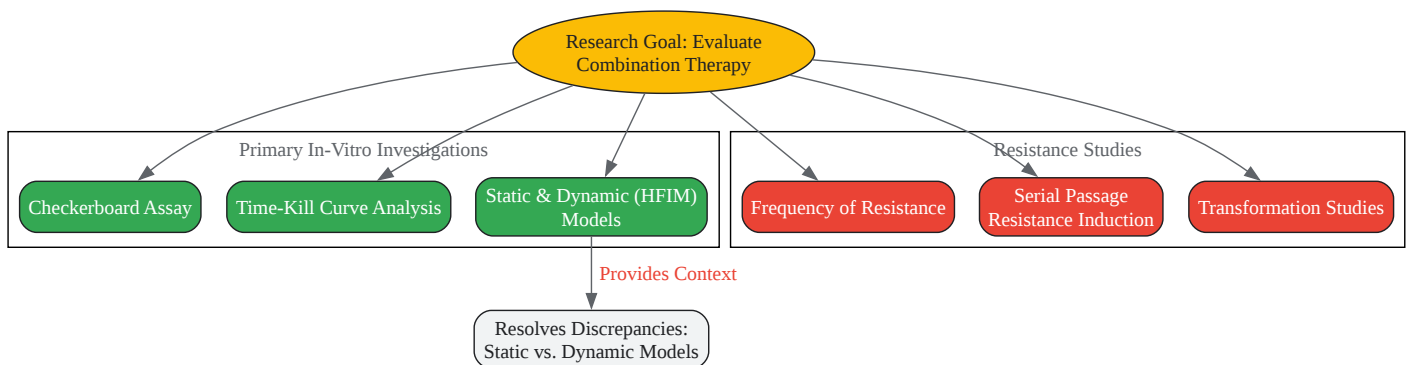 Research Goal: Evaluate
Combination Therapy
Primary In-Vitro Investigations
Resistance Studies
Checkerboard Assay
Time-Kill Curve Analysis
Static & Dynamic (HFIM)
Models
Frequency of Resistance
Serial Passage
Resistance Induction
Transformation Studies
Provides Context
Resolves Discrepancies:
Static vs. Dynamic Models